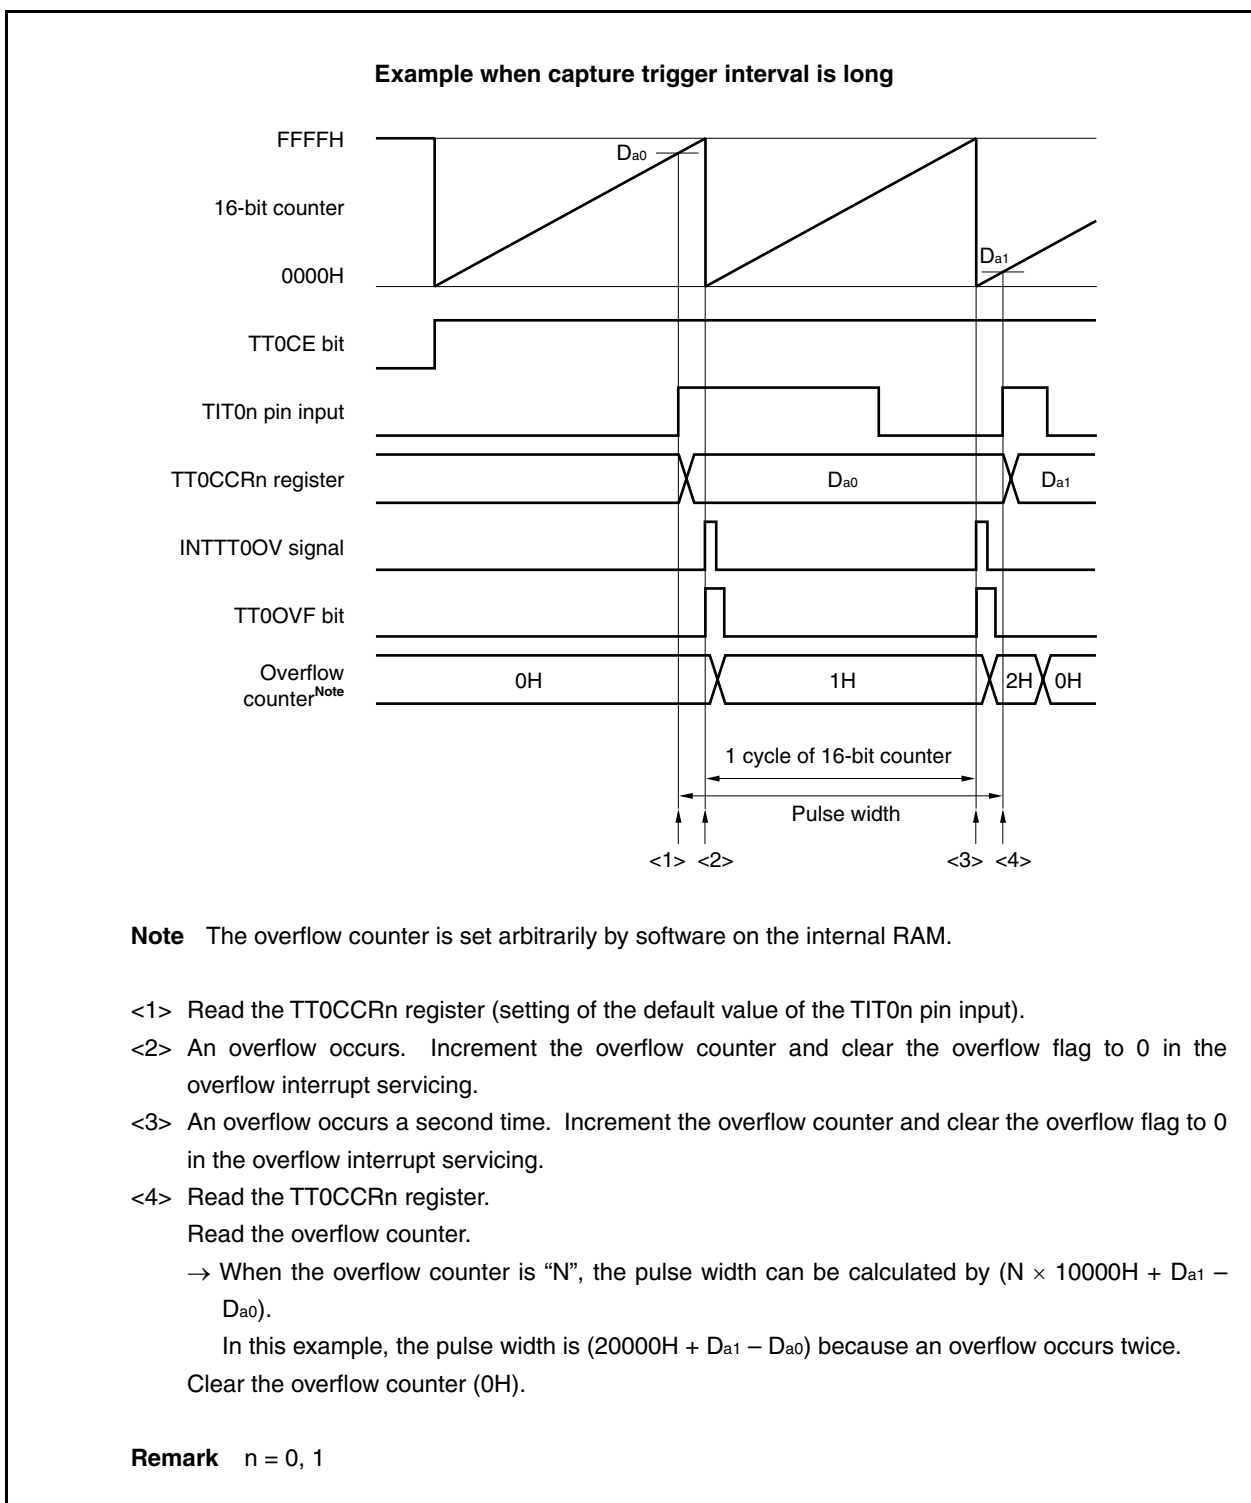 Example when capture trigger interval is long
FFFFH
Da0
16-bit counter
Da1
0000H
TT0CE bit
TIT0n pin input
TT0CCRn register
Da0
Da1
INTTT0OV signal
TT0OVF bit
Overflow
counterNote
0H
1H
2H
0H
1 cycle of 16-bit counter
Pulse width
<1> <2> <3> <4>
Note The overflow counter is set arbitrarily by software on the internal RAM.
<1> Read the TT0CCRn register (setting of the default value of the TIT0n pin input).
<2> An overflow occurs. Increment the overflow counter and clear the overflow flag to 0 in the
overflow interrupt servicing.
<3> An overflow occurs a second time. Increment the overflow counter and clear the overflow flag to 0
in the overflow interrupt servicing.
<4> Read the TT0CCRn register.
Read the overflow counter.
→ When the overflow counter is “N”, the pulse width can be calculated by (N × 10000H + Da1 –
Da0).
In this example, the pulse width is (20000H + Da1 – Da0) because an overflow occurs twice.
Clear the overflow counter (0H).
Remark n = 0, 1